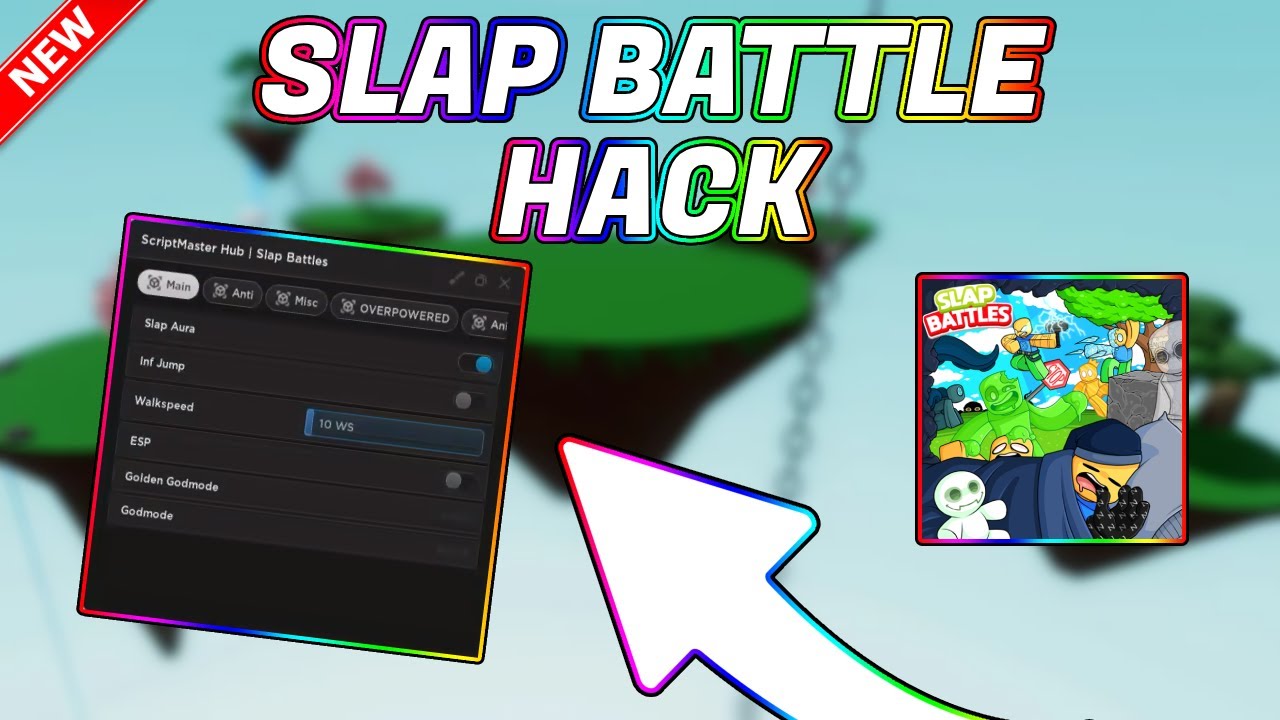 NEW
SLAP BATTLE
HACK
ScriptMaster Hub | Slap Battles
Main
Anti
Misc
OVERPOWERED
Ani
Slap Aura
Inf Jump
Walkspeed
10 WS
ESP
Golden Godmode
Godmode
SLAP
BATTLES